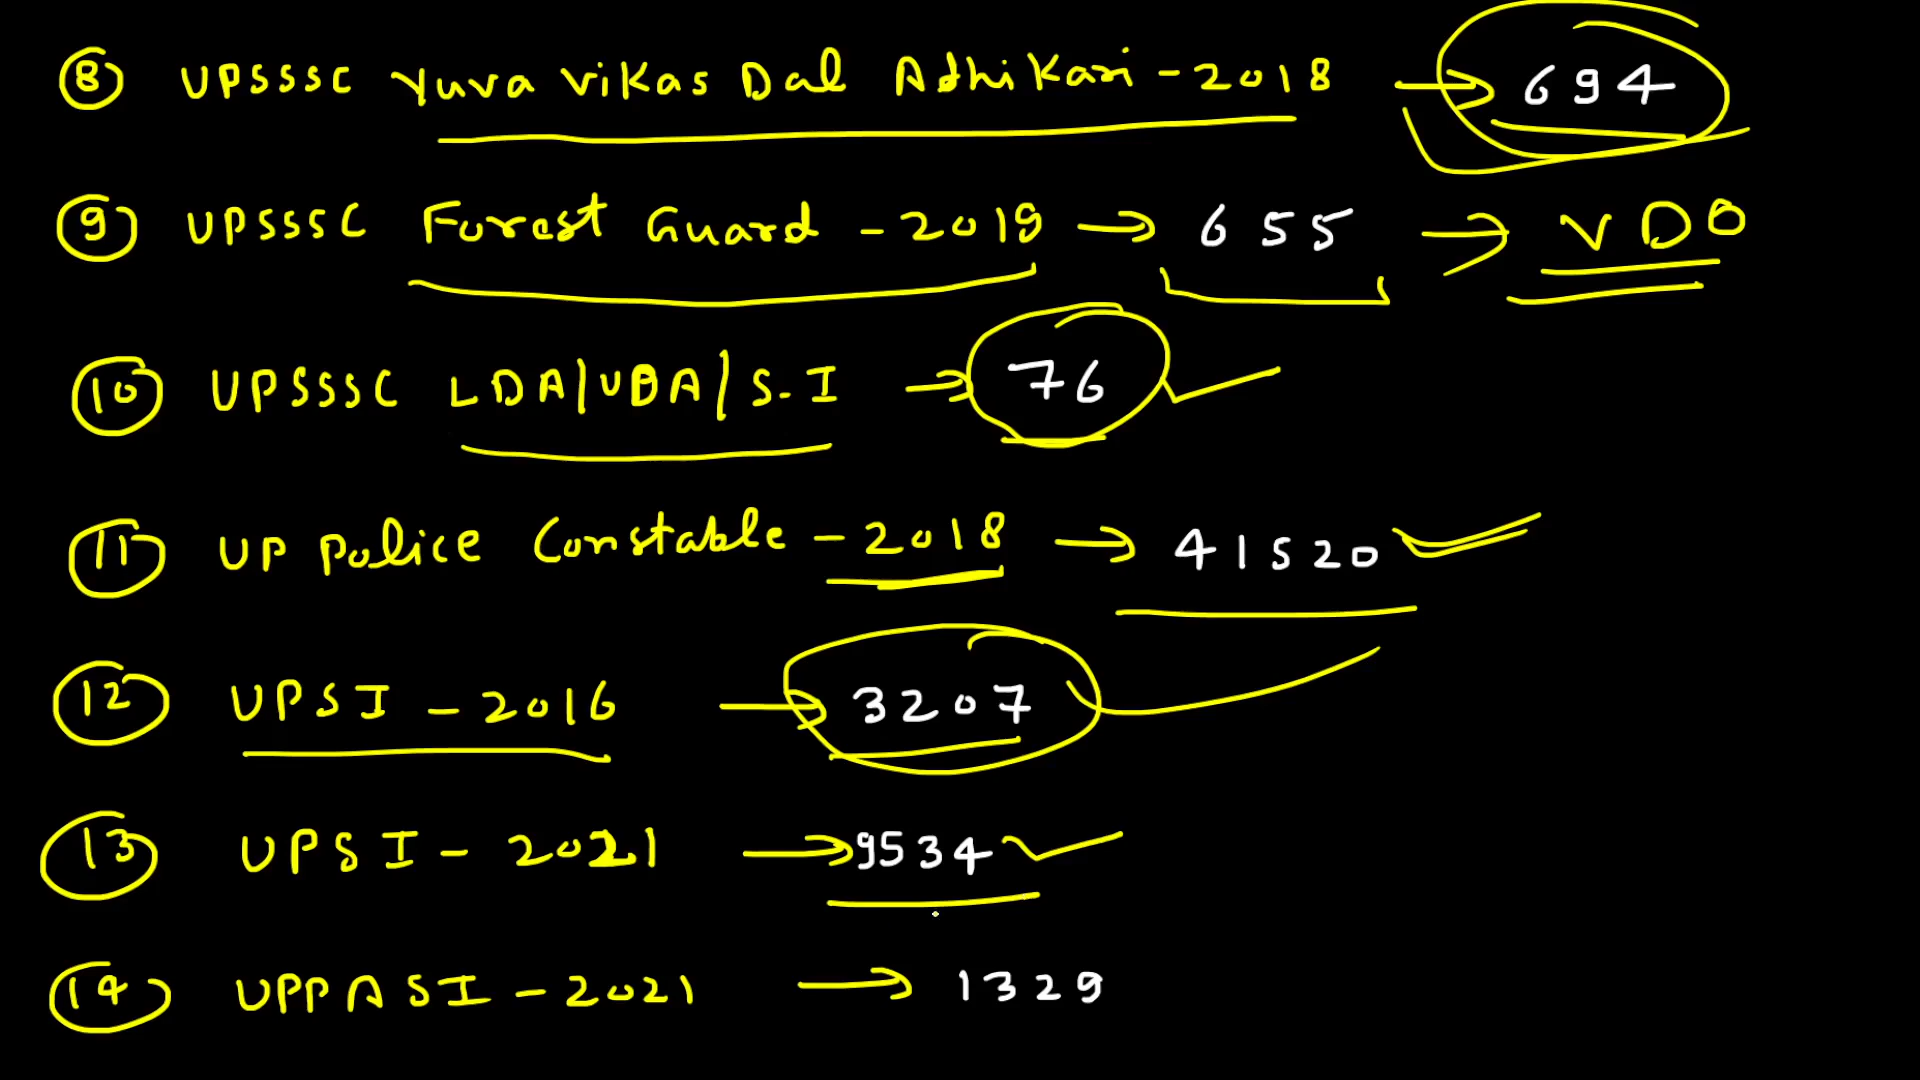 8 UPSSSC Yuva Vikas Dal Adhikari - 2018 → 694
9 UPSSSC Forest Guard - 2019 → 655 → VDO
10 UPSSSC LDA/UBA/S.I → 76
11 UP Police Constable - 2018 → 41520
12 UPSI - 2016 → 3207
13 UPSI - 2021 → 9534
14 UPPASI - 2021 → 1329